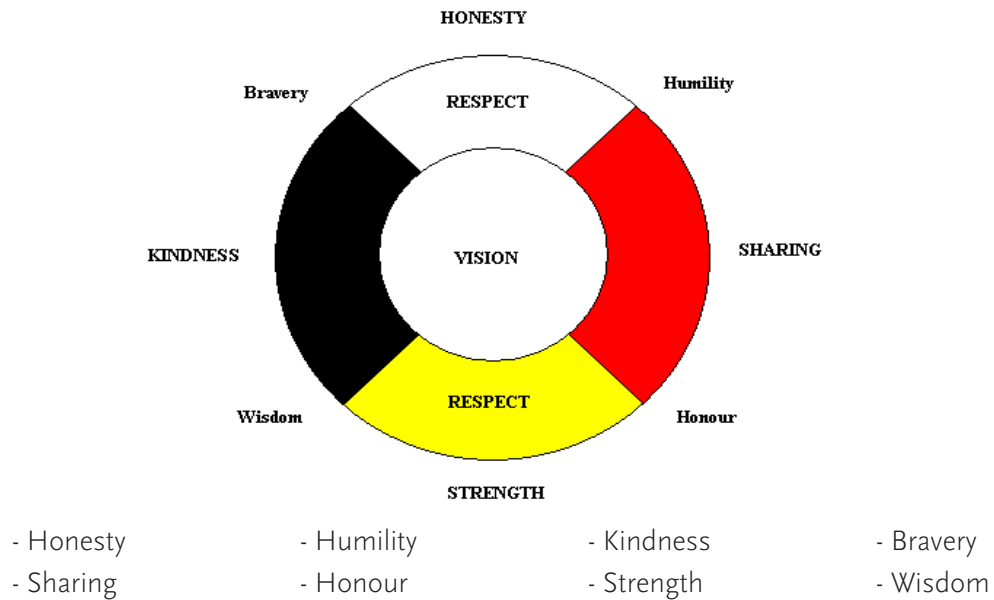 HONESTY
Bravery
Humility
RESPECT
KINDNESS
VISION
SHARING
RESPECT
Wisdom
Honour
STRENGTH
- Honesty - Humility - Kindness - Bravery
- Sharing - Honour - Strength - Wisdom